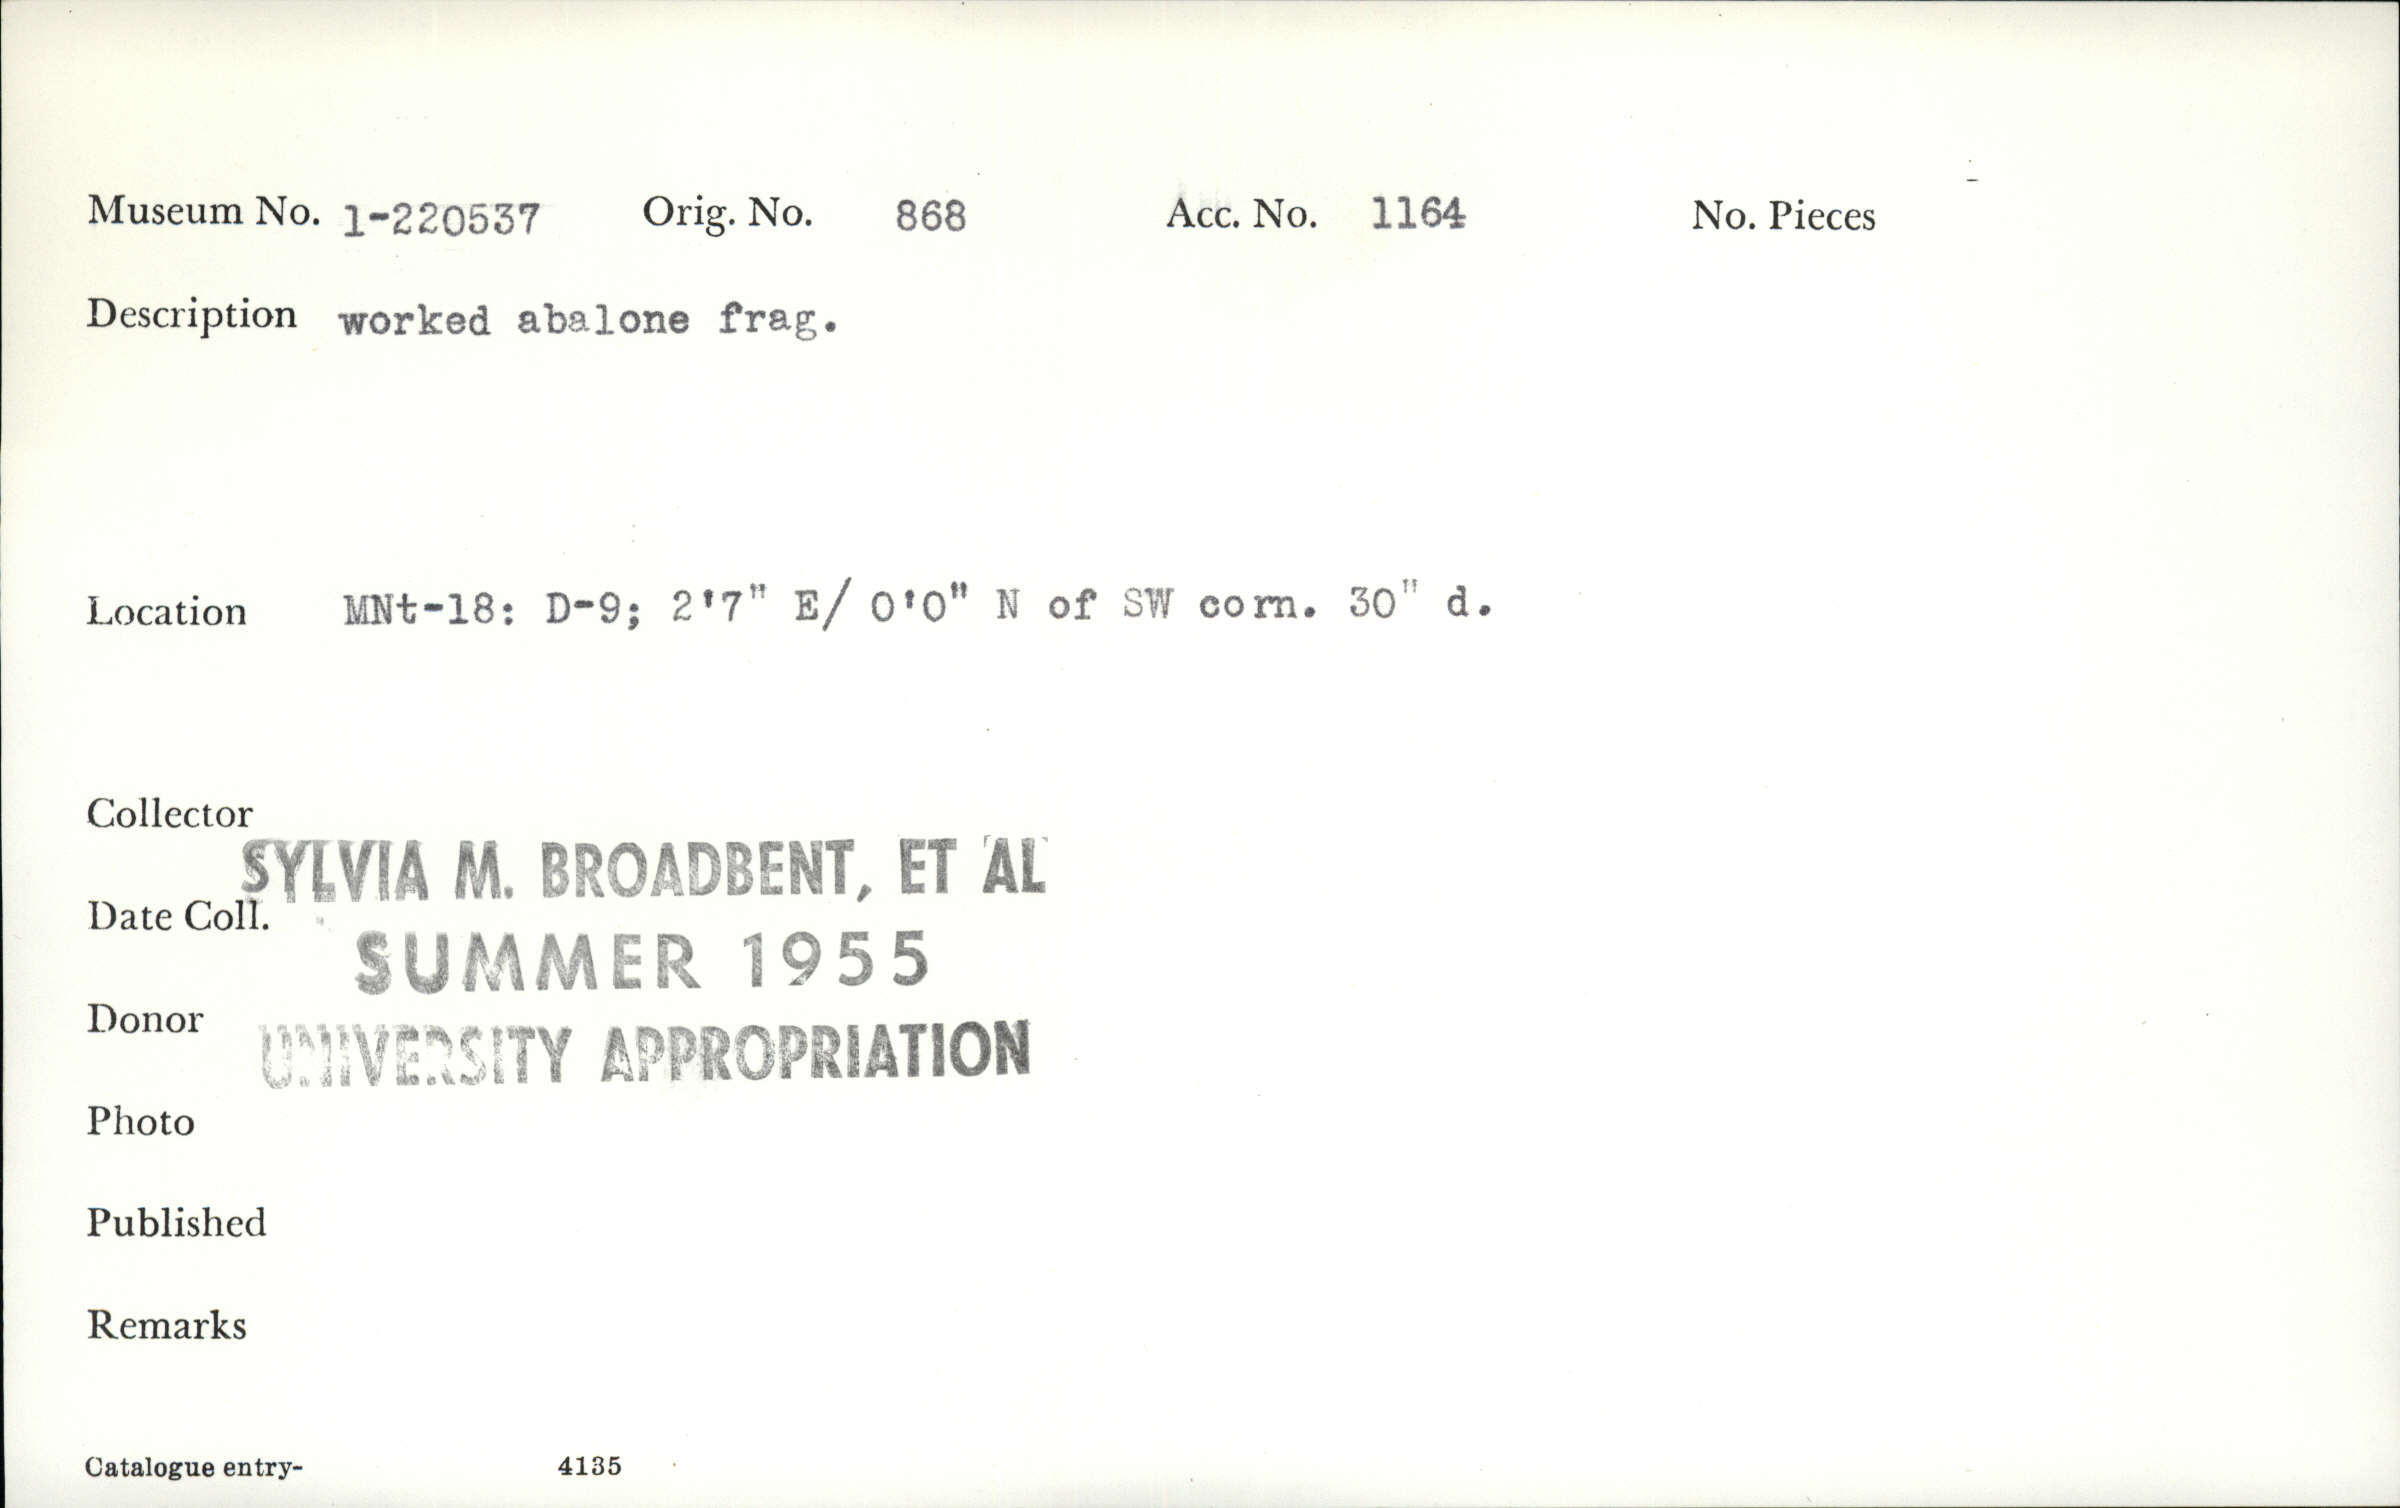 Museum No. 1-220537 Orig. No. 868 Acc. No. 1164 No. Pieces
Description worked abalone frag.
Location MNt-18: D-9; 2'7" E/ 0'0" N of SW corn. 30" d.
Collector
SYLVIA M. BROADBENT, ET AL
Date Coll.
SUMMER 1955
Donor
UNIVERSITY APPROPRIATION
Photo
Published
Remarks
Catalogue entry- 4135